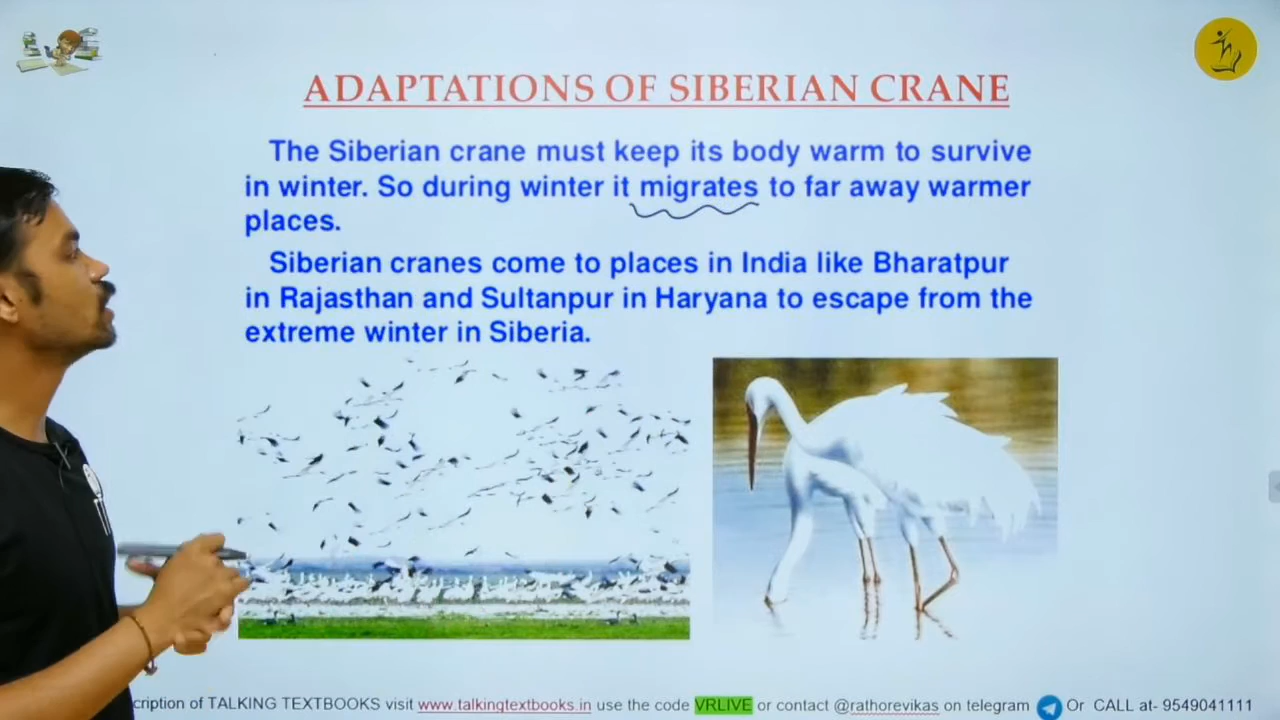 ADAPTATIONS OF SIBERIAN CRANE
The Siberian crane must keep its body warm to survive
in winter. So during winter it migrates to far away warmer
places.
Siberian cranes come to places in India like Bharatpur
in Rajasthan and Sultanpur in Haryana to escape from the
extreme winter in Siberia.
cription of TALKING TEXTBOOKS visit www.talkingtextbooks.in use the code VRLIVE or contact @rathorevikas on telegram Or CALL at- 9549041111